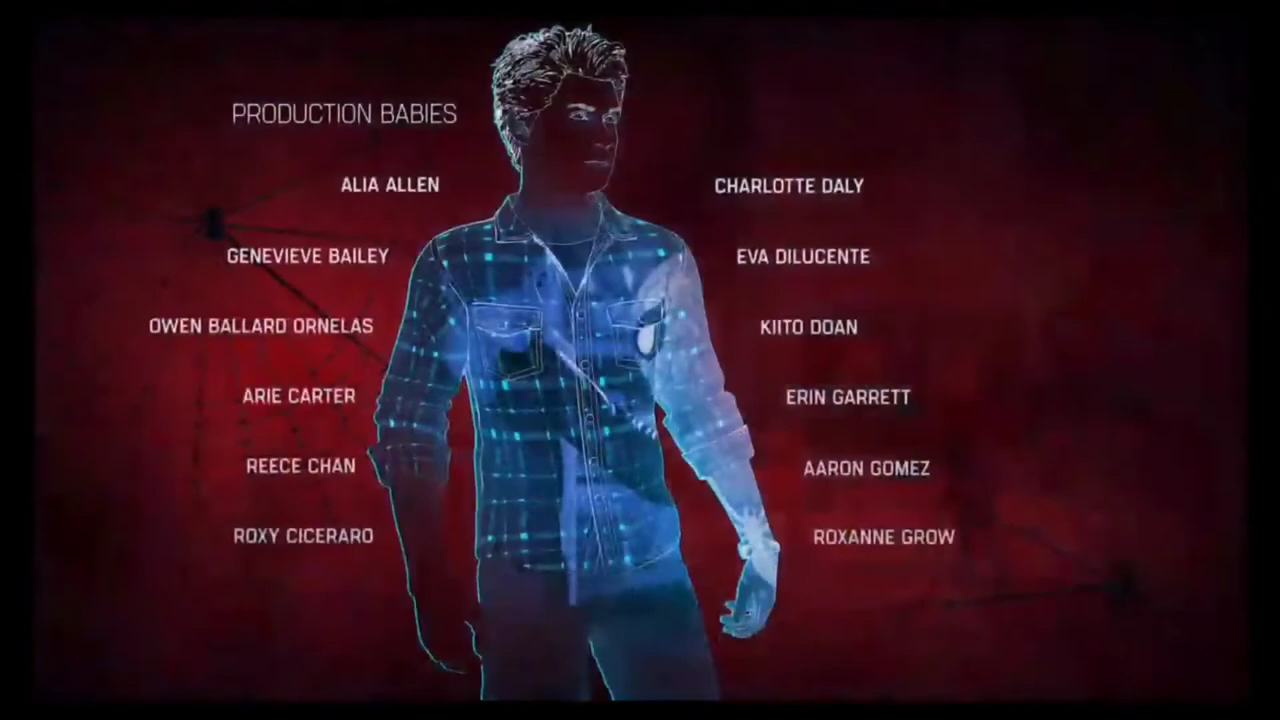 PRODUCTION BABIES
ALIA ALLEN
CHARLOTTE DALY
GENEVIEVE BAILEY
EVA DILUCENTE
OWEN BALLARD ORNELAS
KIITO DOAN
ARIE CARTER
ERIN GARRETT
REECE CHAN
AARON GOMEZ
ROXY CICERARO
ROXANNE GROW